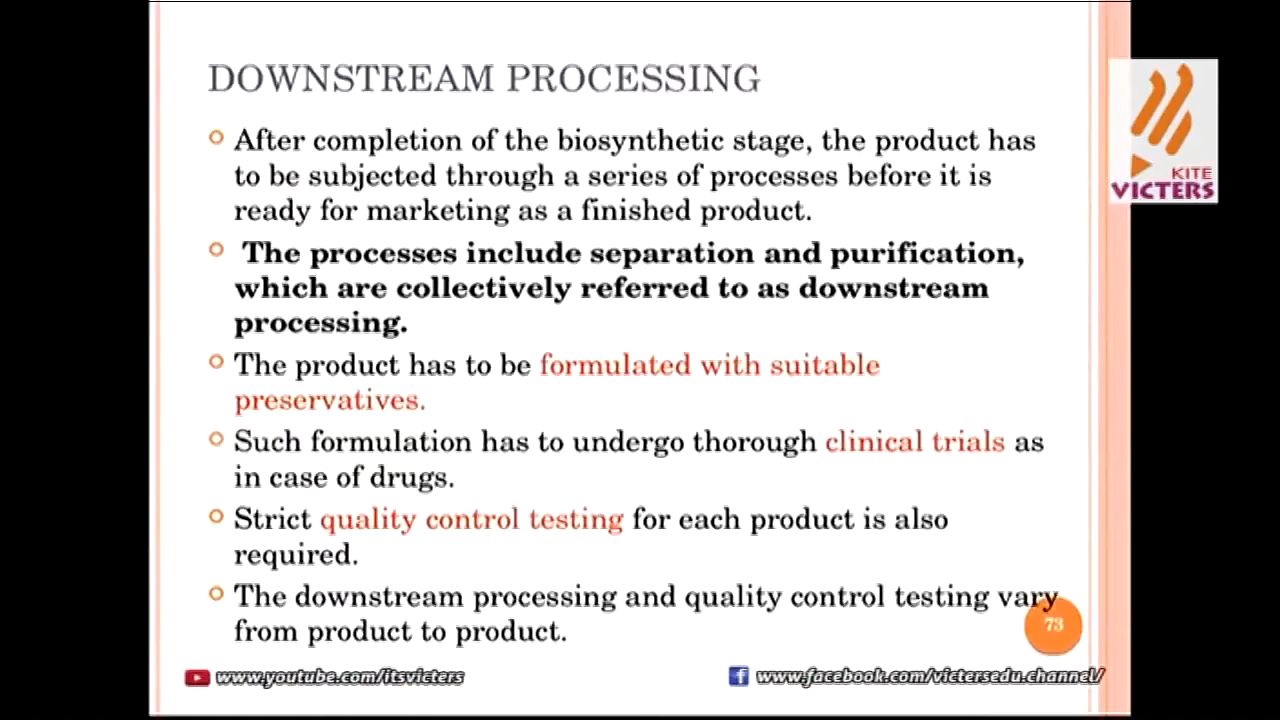 DOWNSTREAM PROCESSING
After completion of the biosynthetic stage, the product has
to be subjected through a series of processes before it is
ready for marketing as a finished product.
The processes include separation and purification,
which are collectively referred to as downstream
processing.
The product has to be formulated with suitable
preservatives.
Such formulation has to undergo thorough clinical trials as
in case of drugs.
Strict quality control testing for each product is also
required.
The downstream processing and quality control testing vary
from product to product.
73
KITE
VICTERS
www.youtube.com/itsvicters
www.facebook.com/victersedu.channel/